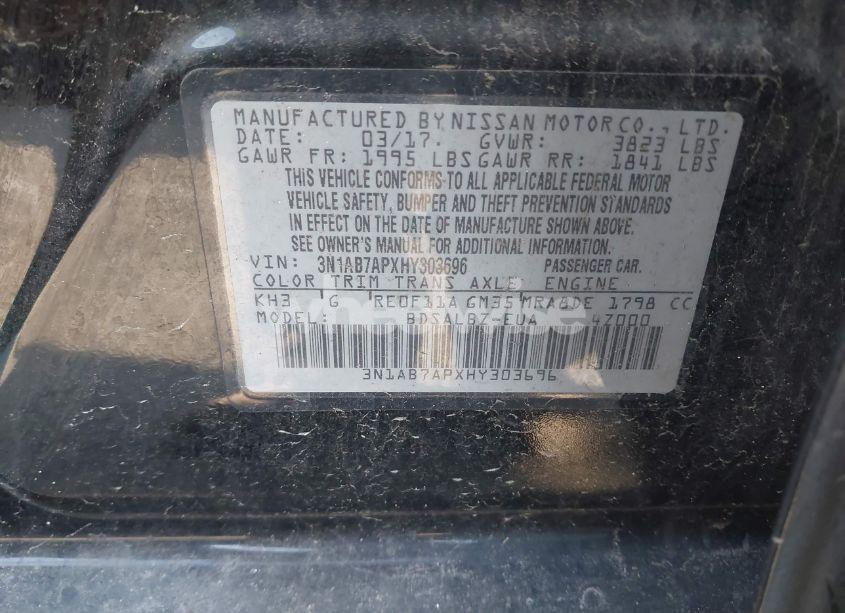 MANUFACTURED BY NISSAN MOTOR CO., LTD.
DATE: 03/17. GVWR: 3823 LBS
GAWR FR: 1995 LBS GAWR RR: 1841 LBS
THIS VEHICLE CONFORMS TO ALL APPLICABLE FEDERAL MOTOR
VEHICLE SAFETY, BUMPER AND THEFT PREVENTION STANDARDS
IN EFFECT ON THE DATE OF MANUFACTURE SHOWN ABOVE.
SEE OWNER'S MANUAL FOR ADDITIONAL INFORMATION.
VIN: 3N1AB7APXHY303696 PASSENGER CAR.
COLOR TRIM TRANS AXLE ENGINE
KH3 G RE0F11A GM35 MRA8DE 1798 CC
MODEL: BDSALBZ-EUA 4Z000
3N1AB7APXHY303696